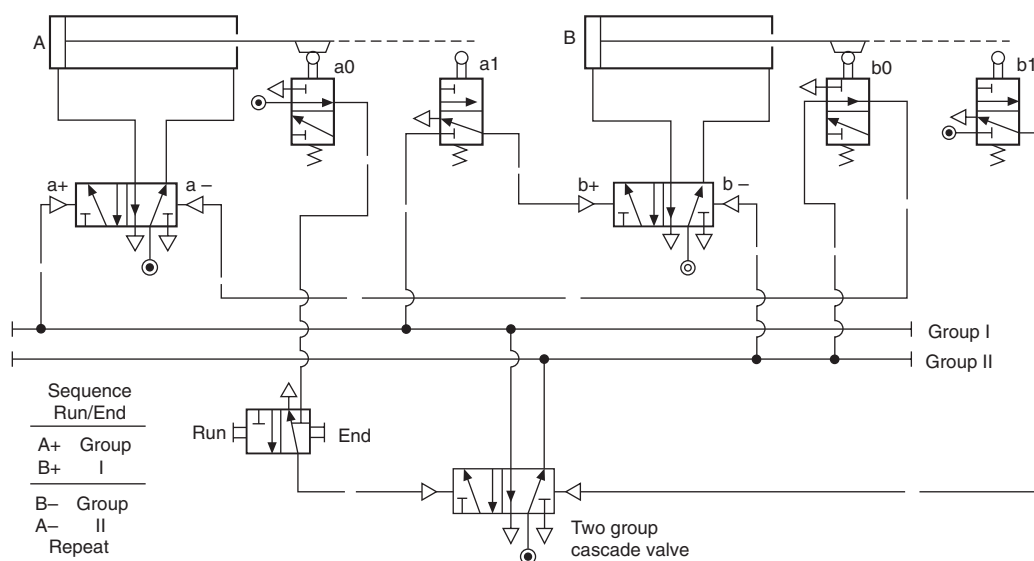 A
a0
a1
B
b0
b1
a+
a –
b+
b –
Group I
Group II
Sequence
Run/End
A+ Group
B+ I
B– Group
A– II
Repeat
Run
End
Two group
cascade valve